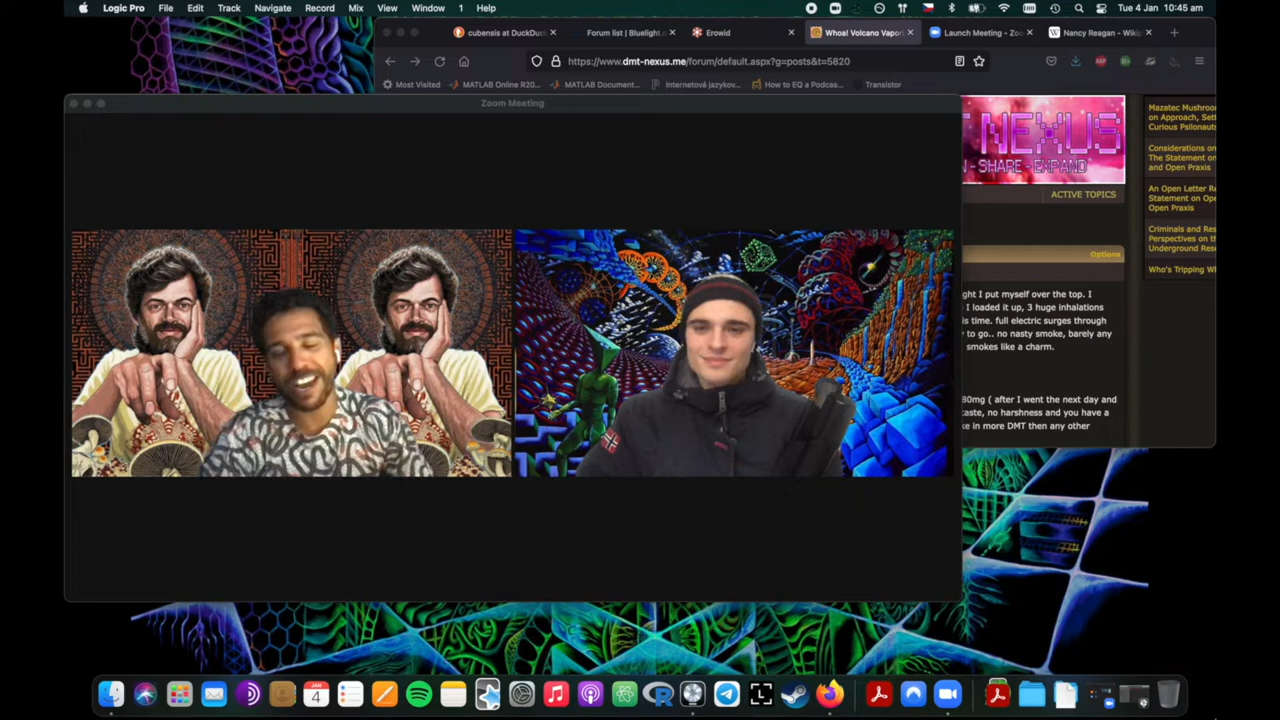 Logic Pro File Edit Track Navigate Record Mix View Window 1 Help Tue 4 Jan 10:45 am
cubensis at DuckDuc Forum list | Bluelight. Erowid Whoa! Volcano Vapori Launch Meeting - Zoo Nancy Reagan - Wikip
https://www.dmt-nexus.me/forum/default.aspx?g=posts&t=5820
Most Visited MATLAB Online R20... MATLAB Document... Internetové jazykov... How to EQ a Podcas... Transistor
Zoom Meeting
NEXUS
- SHARE - EXPAND
ACTIVE TOPICS
Options
ght I put myself over the top. I
I loaded it up, 3 huge inhalations
is time. full electric surges through
to go.. no nasty smoke, barely any
smokes like a charm.
80mg ( after I went the next day and
taste, no harshness and you have a
ke in more DMT then any other
Mazatec Mushroom
on Approach, Set
Curious Psilonauts
Considerations on
The Statement on
and Open Praxis
An Open Letter Re
Statement on Ope
Open Praxis
Criminals and Res
Perspectives on th
Underground Rese
Who's Tripping W
JAN
4